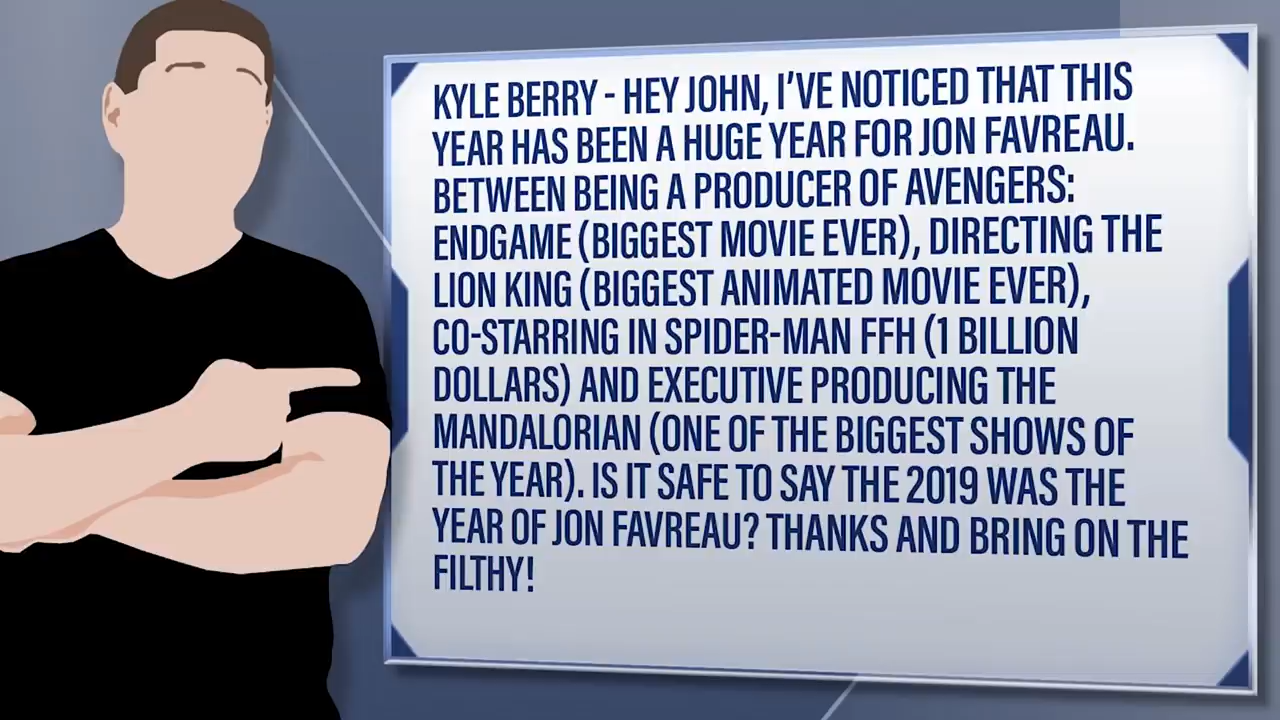 KYLE BERRY - HEY JOHN, I'VE NOTICED THAT THIS
YEAR HAS BEEN A HUGE YEAR FOR JON FAVREAU.
BETWEEN BEING A PRODUCER OF AVENGERS:
ENDGAME (BIGGEST MOVIE EVER), DIRECTING THE
LION KING (BIGGEST ANIMATED MOVIE EVER),
CO-STARRING IN SPIDER-MAN FFH (1 BILLION
DOLLARS) AND EXECUTIVE PRODUCING THE
MANDALORIAN (ONE OF THE BIGGEST SHOWS OF
THE YEAR). IS IT SAFE TO SAY THE 2019 WAS THE
YEAR OF JON FAVREAU? THANKS AND BRING ON THE
FILTHY!